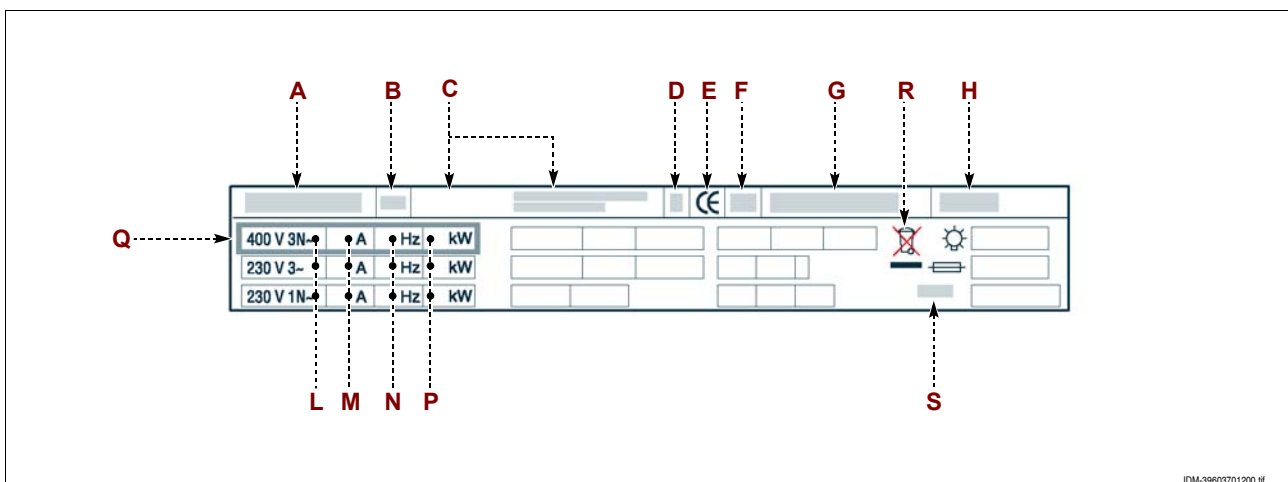 A B C D E F G R H
CE
Q
400 V 3N~ A Hz kW
230 V 3~ A Hz kW
230 V 1N~ A Hz kW
L M N P S
IDM-39603701200.tif